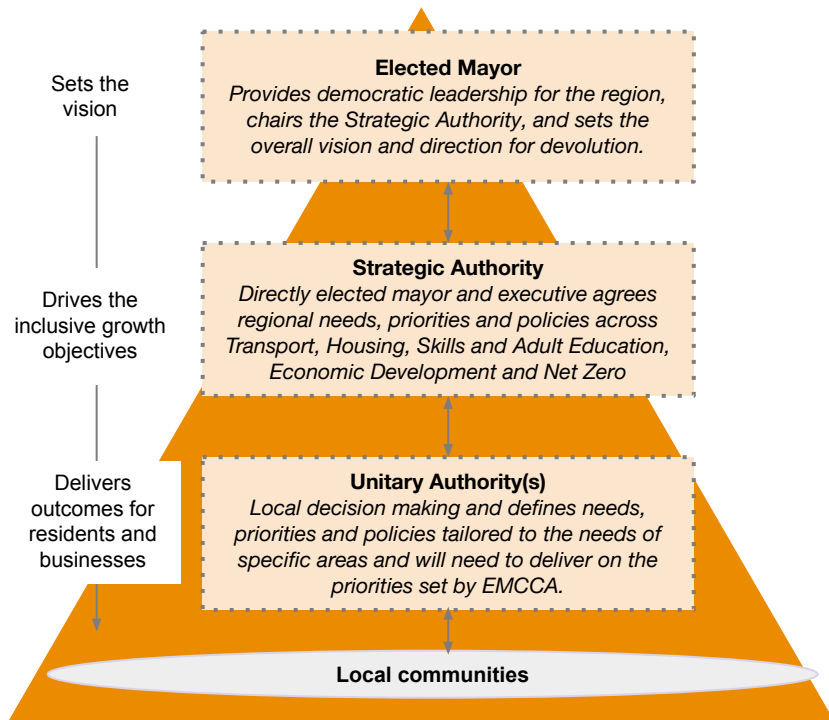 Sets the
vision
Elected Mayor
Provides democratic leadership for the region,
chairs the Strategic Authority, and sets the
overall vision and direction for devolution.
Drives the
inclusive growth
objectives
Strategic Authority
Directly elected mayor and executive agrees
regional needs, priorities and policies across
Transport, Housing, Skills and Adult Education,
Economic Development and Net Zero
Delivers
outcomes for
residents and
businesses
Unitary Authority(s)
Local decision making and defines needs,
priorities and policies tailored to the needs of
specific areas and will need to deliver on the
priorities set by EMCCA.
Local communities